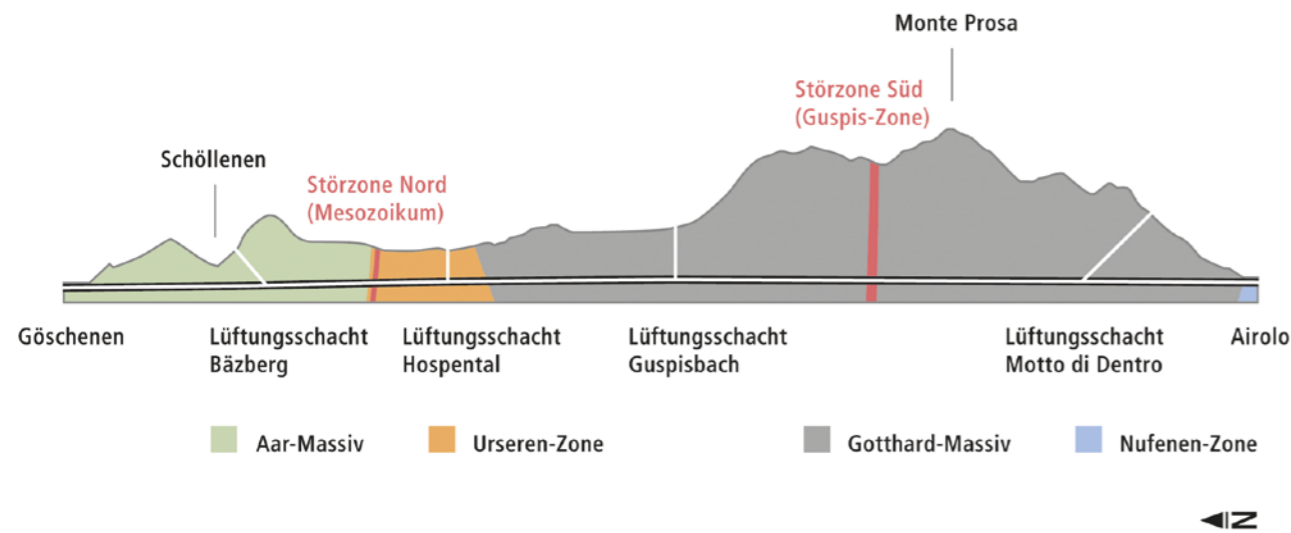 Monte Prosa
Störzone Süd
(Guspis-Zone)
Schöllenen
Störzone Nord
(Mesozoikum)
Göschenen
Lüftungsschacht
Bäzberg
Lüftungsschacht
Hospental
Lüftungsschacht
Guspisbach
Lüftungsschacht
Motto di Dentro
Airolo
Aar-Massiv
Urseren-Zone
Gotthard-Massiv
Nufenen-Zone
N